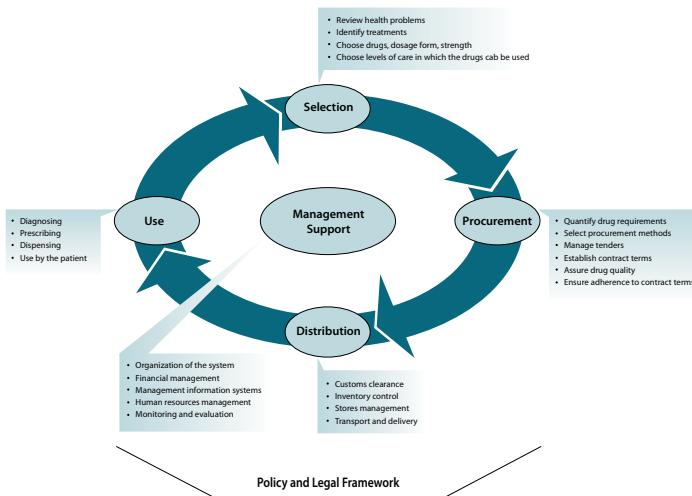 • Review health problems
• Identify treatments
• Choose drugs, dosage form, strength
• Choose levels of care in which the drugs cab be used
Selection
• Diagnosing
• Prescribing
• Dispensing
• Use by the patient
Use
Management
Support
Procurement
• Quantify drug requirements
• Select procurement methods
• Manage tenders
• Establish contract terms
• Assure drug quality
• Ensure adherence to contract terms
Distribution
• Organization of the system
• Financial management
• Management information systems
• Human resources management
• Monitoring and evaluation
• Customs clearance
• Inventory control
• Stores management
• Transport and delivery
Policy and Legal Framework